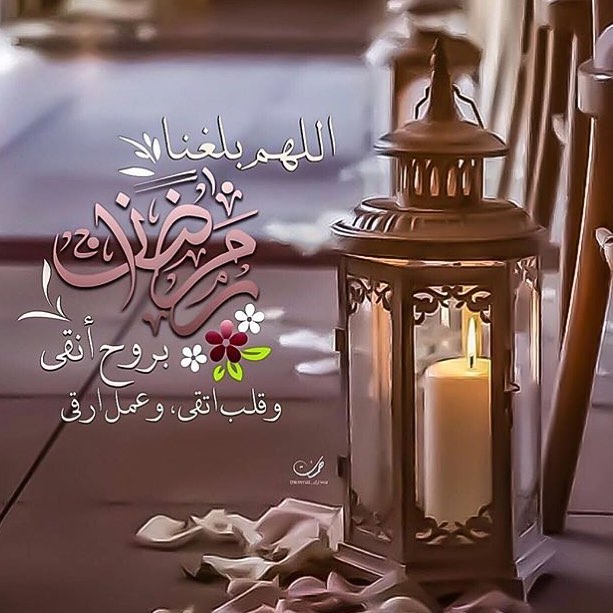 اللهم بلغنا
رمضان
بروح أنقى
وقلب اتقى، وعمل ارقى